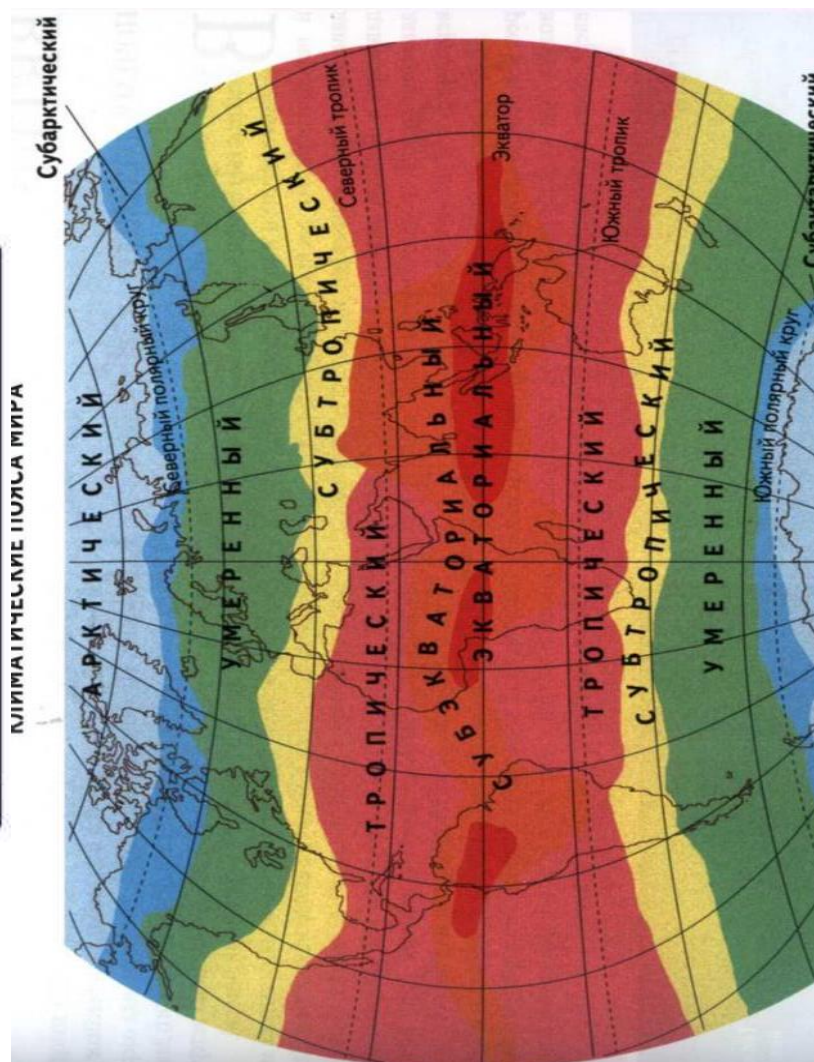 КЛИМАТИЧЕСКИЕ ПОЯСА МИРА
Субарктический
АРКТИЧЕСКИЙ
Северный полярный круг
УМЕРЕННЫЙ
СУБТРОПИЧЕСКИЙ
Северный тропик
ТРОПИЧЕСКИЙ
СУБЭКВАТОРИАЛЬНЫЙ
ЭКВАТОРИАЛЬНЫЙ
Экватор
ТРОПИЧЕСКИЙ
Южный тропик
СУБТРОПИЧЕСКИЙ
УМЕРЕННЫЙ
Южный полярный круг
Субантарктический